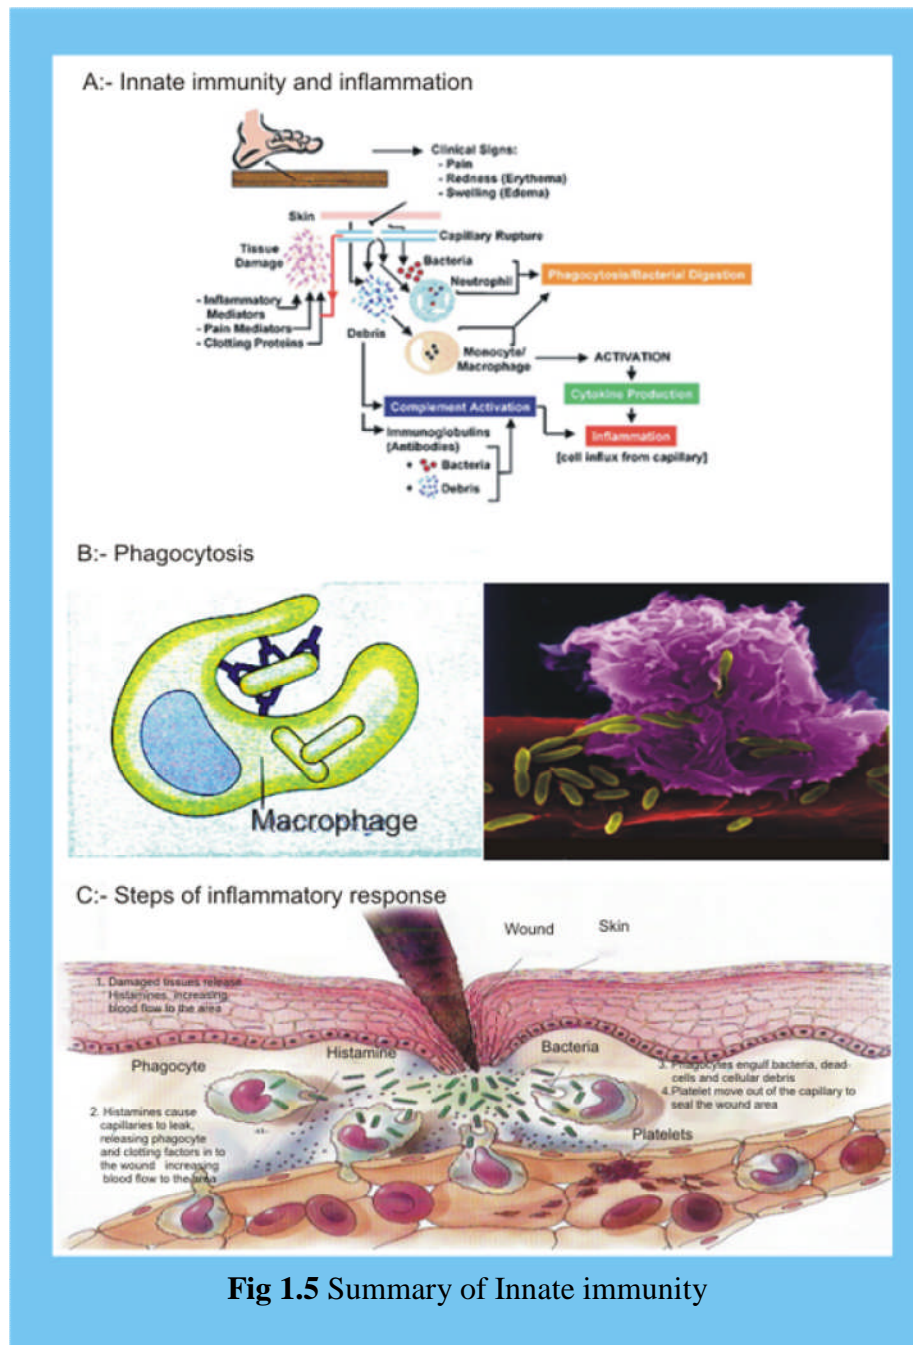 A:- Innate immunity and inflammation
Clinical Signs:
- Pain
- Redness (Erythema)
- Swelling (Edema)
Skin
Capillary Rupture
Tissue
Damage
Bacteria
Neutrophil
Phagocytosis/Bacterial Digestion
- Inflammatory
Mediators
- Pain Mediators
- Clotting Proteins
Debris
Monocyte/
Macrophage
ACTIVATION
Cytokine Production
Complement Activation
Immunoglobulins
(Antibodies)
Inflammation
[cell influx from capillary]
• Bacteria
• Debris
B:- Phagocytosis
Macrophage
C:- Steps of inflammatory response
Wound
Skin
1. Damaged tissues release
Histamines, increasing
blood flow to the area
Phagocyte
Histamine
Bacteria
3. Phagocytes engulf bacteria, dead-
cells and cellular debris
4.Platelet move out of the capillary to
seal the wound area
2. Histamines cause
capillaries to leak,
releasing phagocyte
and clotting factors in to
the wound increasing
blood flow to the area
Platelets
Fig 1.5 Summary of Innate immunity